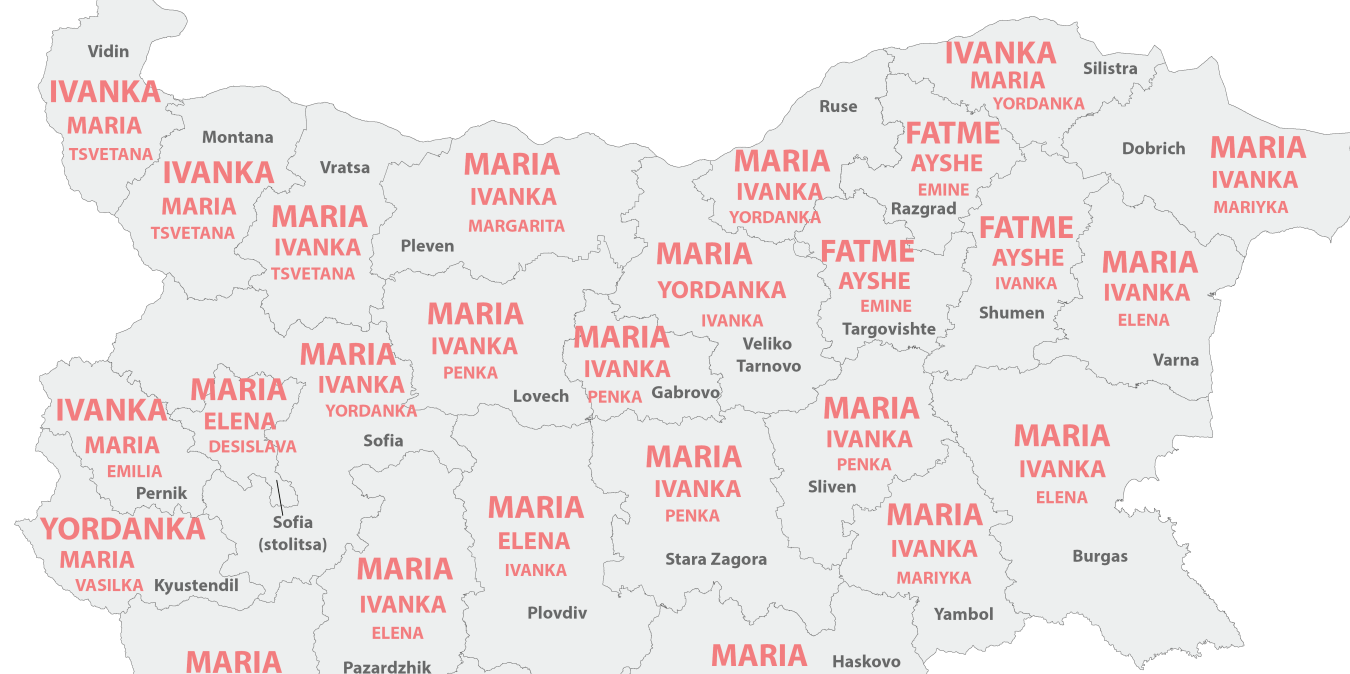 Vidin
IVANKA
MARIA
TSVETANA
Montana
IVANKA
MARIA
TSVETANA
Vratsa
MARIA
IVANKA
TSVETANA
MARIA
IVANKA
MARGARITA
Pleven
Ruse
MARIA
IVANKA
YORDANKA
IVANKA
MARIA
YORDANKA
Silistra
FATME
AYSHE
EMINE
Razgrad
Dobrich
MARIA
IVANKA
MARIYKA
MARIA
YORDANKA
IVANKA
Veliko
Tarnovo
FATME
AYSHE
EMINE
Targovishte
FATME
AYSHE
IVANKA
Shumen
MARIA
IVANKA
ELENA
Varna
MARIA
IVANKA
PENKA
Lovech
MARIA
IVANKA
PENKA
Gabrovo
MARIA
IVANKA
YORDANKA
Sofia
MARIA
ELENA
DESISLAVA
Sofia
(stolitsa)
IVANKA
MARIA
EMILIA
Pernik
YORDANKA
MARIA
VASILKA
Kyustendil
MARIA
IVANKA
PENKA
Sliven
MARIA
IVANKA
ELENA
Burgas
MARIA
IVANKA
PENKA
Stara Zagora
MARIA
ELENA
IVANKA
Plovdiv
MARIA
IVANKA
MARIYKA
Yambol
MARIA
IVANKA
ELENA
Pazardzhik
MARIA
MARIA
Haskovo